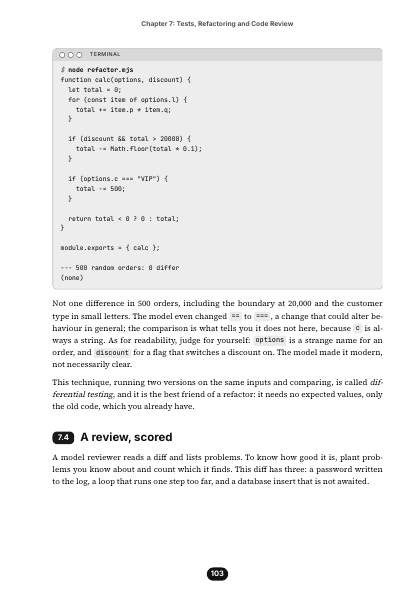 Chapter 7: Tests, Refactoring and Code Review
TERMINAL
$ node refactor.mjs
function calc(options, discount) {
  let total = 0;
  for (const item of options.l) {
    total += item.p * item.q;
  }

  if (discount && total > 20000) {
    total -= Math.floor(total * 0.1);
  }

  if (options.c === "VIP") {
    total -= 500;
  }

  return total < 0 ? 0 : total;
}

module.exports = { calc };

--- 500 random orders: 0 differ
(none)
Not one difference in 500 orders, including the boundary at 20,000 and the customer
type in small letters. The model even changed == to ===, a change that could alter be-
haviour in general; the comparison is what tells you it does not here, because c is al-
ways a string. As for readability, judge for yourself: options is a strange name for an
order, and discount for a flag that switches a discount on. The model made it modern,
not necessarily clear.
This technique, running two versions on the same inputs and comparing, is called dif-
ferential testing, and it is the best friend of a refactor: it needs no expected values, only
the old code, which you already have.
7.4 A review, scored
A model reviewer reads a diff and lists problems. To know how good it is, plant prob-
lems you know about and count which it finds. This diff has three: a password written
to the log, a loop that runs one step too far, and a database insert that is not awaited.
103